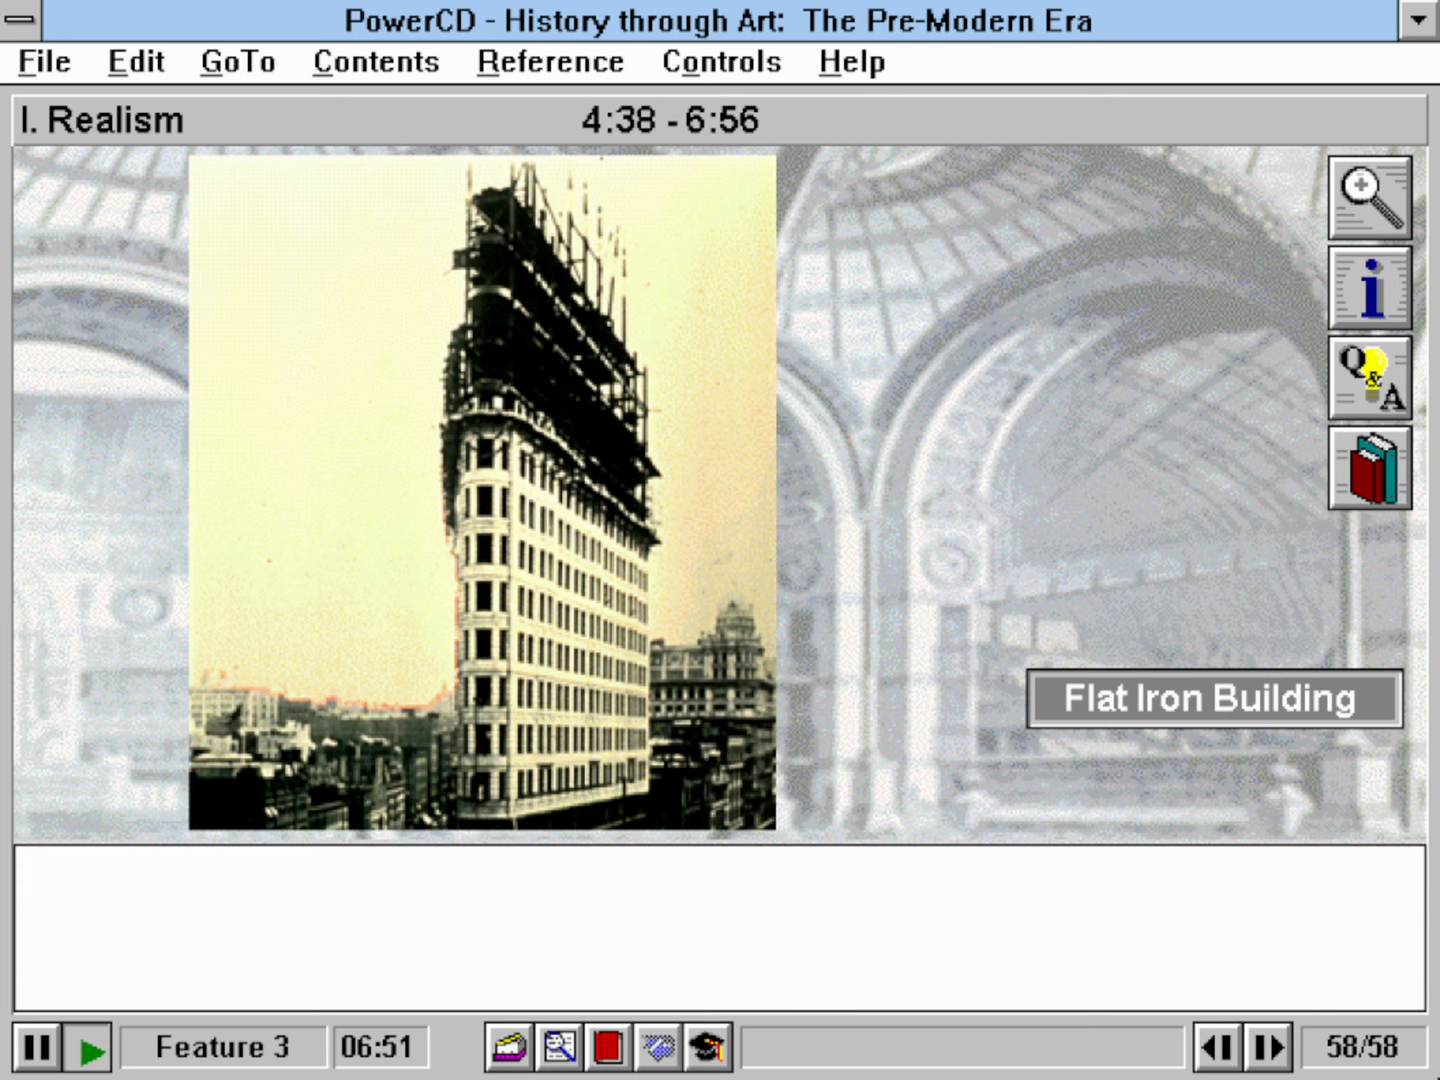 PowerCD - History through Art:  The Pre-Modern Era
File Edit GoTo Contents Reference Controls Help
I. Realism 4:38 - 6:56
i
Q & A
Flat Iron Building
Feature 3 06:51 58/58